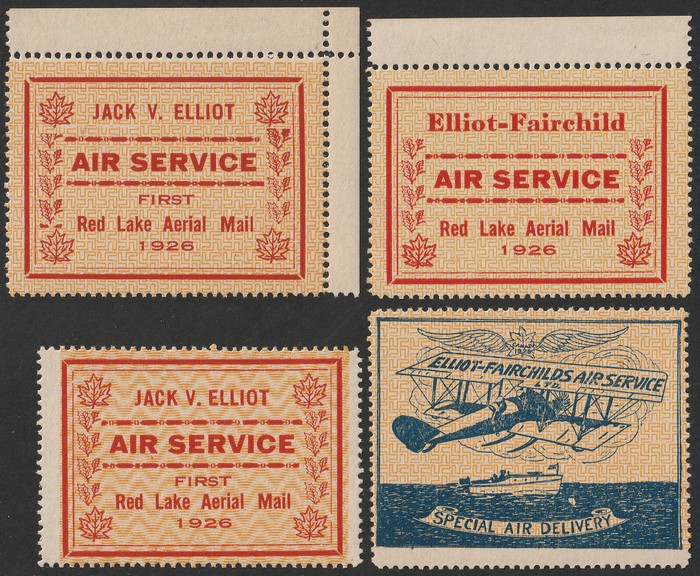 JACK V. ELLIOT
AIR SERVICE
FIRST
Red Lake Aerial Mail
1926
Elliot-Fairchild
AIR SERVICE
Red Lake Aerial Mail
1926
JACK V. ELLIOT
AIR SERVICE
FIRST
Red Lake Aerial Mail
1926
ELLIOT-FAIRCHILDS AIR SERVICE
LTD.
SPECIAL AIR DELIVERY